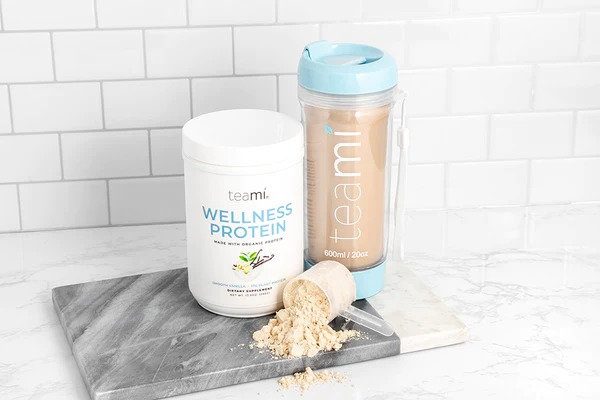 teami
WELLNESS
PROTEIN
MADE WITH ORGANIC PROTEIN
DIETARY SUPPLEMENT
teami
600ml / 20oz